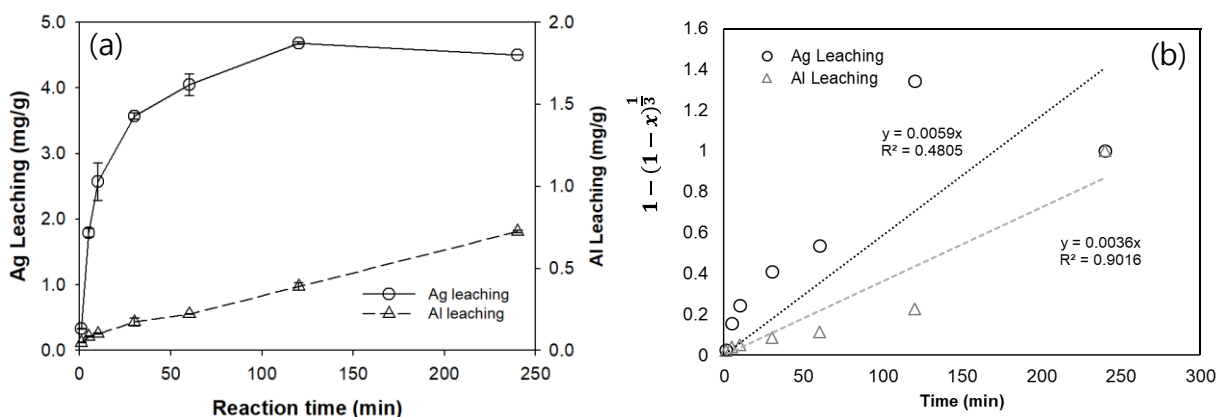 (a)
Ag Leaching (mg/g)
5.0
4.0
3.0
2.0
1.0
0.0
Al Leaching (mg/g)
2.0
1.5
1.0
0.5
0.0
Ag leaching
Al leaching
0 50 100 150 200 250
Reaction time (min)
(b)
1 − (1 − x)^{1/3}
1.6
1.4
1.2
1
0.8
0.6
0.4
0.2
0
Ag Leaching
Al Leaching
y = 0.0059x
R² = 0.4805
y = 0.0036x
R² = 0.9016
0 50 100 150 200 250 300
Time (min)